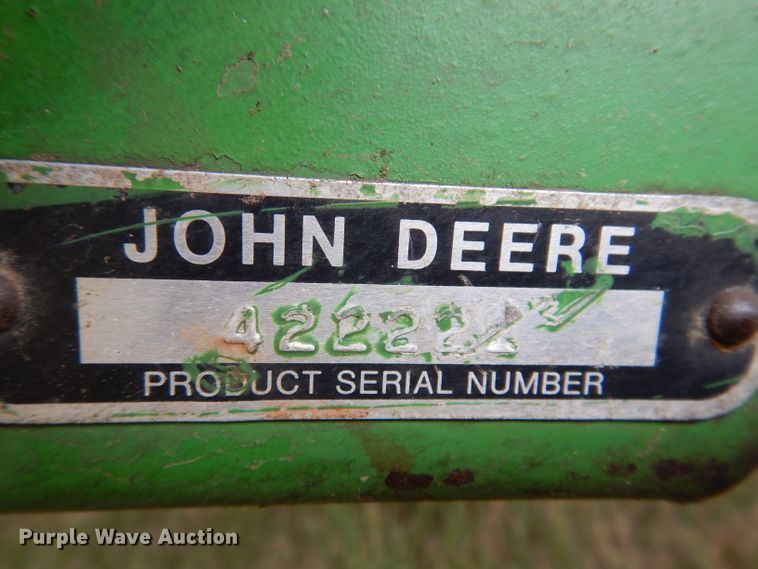 JOHN DEERE
PRODUCT SERIAL NUMBER
Purple Wave Auction